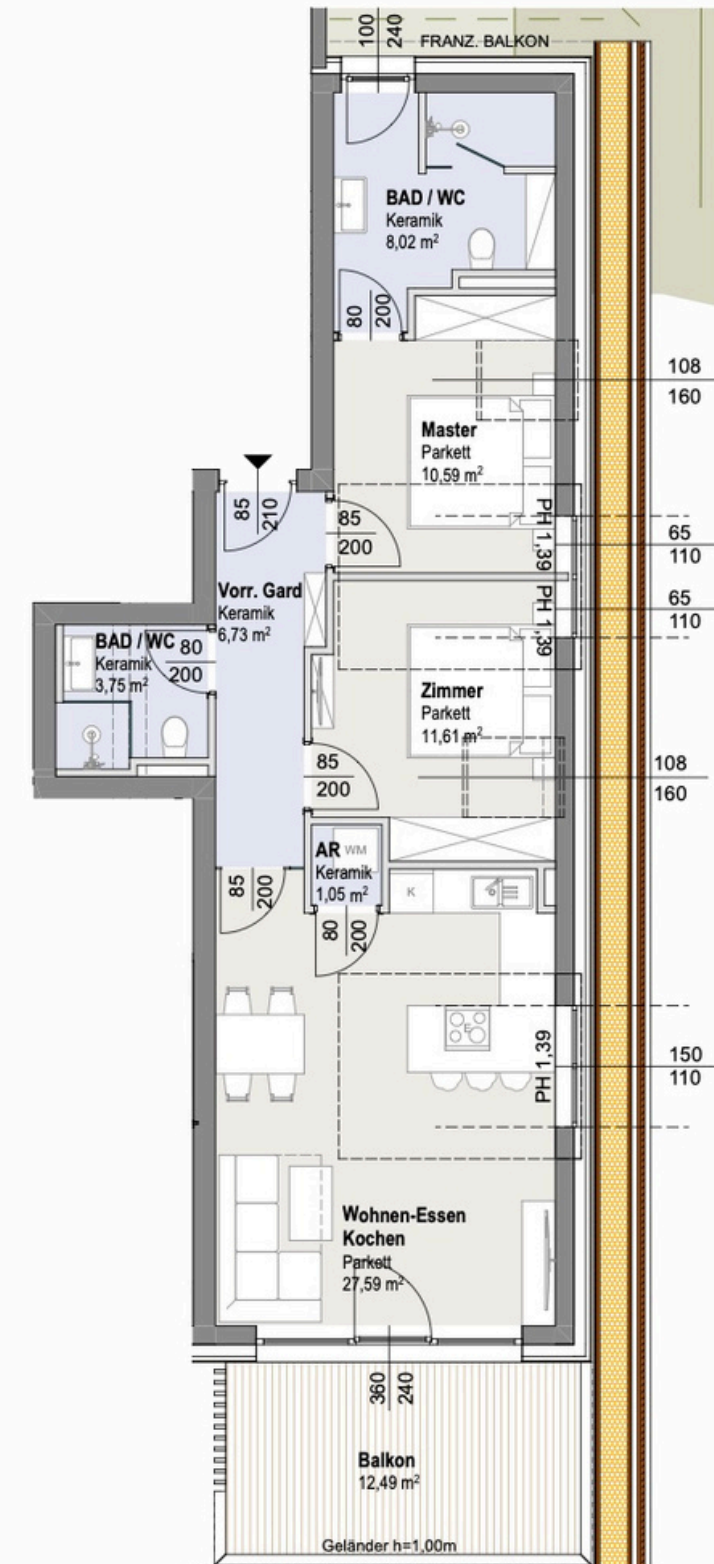 100
240
FRANZ. BALKON
BAD / WC
Keramik
8,02 m²
80
200
108
160
Master
Parkett
10,59 m²
85
210
85
200
PH 1,39
65
110
Vorr. Gard
Keramik
6,73 m²
PH 1,39
65
110
BAD / WC
Keramik
3,75 m²
80
200
Zimmer
Parkett
11,61 m²
85
200
108
160
AR
WM
Keramik
1,05 m²
85
200
K
80
200
E
PH 1,39
150
110
Wohnen-Essen
Kochen
Parkett
27,59 m²
360
240
Balkon
12,49 m²
Geländer h=1,00m